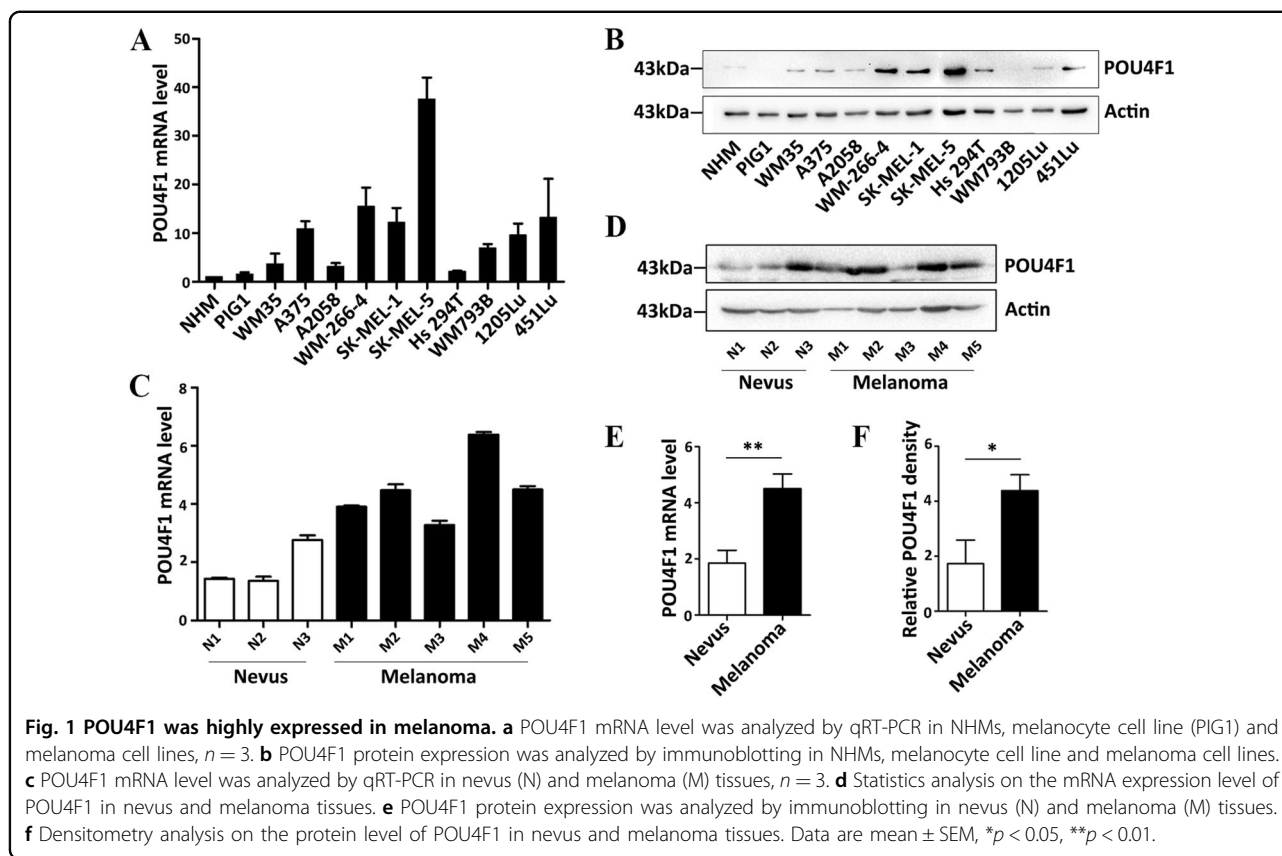 A
50
40
30
20
10
0
POU4F1 mRNA level
NHM
PIG1
WM35
A375
A2058
WM-266-4
SK-MEL-1
SK-MEL-5
Hs 294T
WM793B
1205Lu
451Lu
B
43kDa
POU4F1
43kDa
Actin
NHM
PIG1
WM35
A375
A2058
WM-266-4
SK-MEL-1
SK-MEL-5
Hs 294T
WM793B
1205Lu
451Lu
C
8
6
4
2
0
POU4F1 mRNA level
N1
N2
N3
M1
M2
M3
M4
M5
Nevus
Melanoma
D
43kDa
POU4F1
43kDa
Actin
N1
N2
N3
M1
M2
M3
M4
M5
Nevus
Melanoma
E
6
4
2
0
POU4F1 mRNA level
**
Nevus
Melanoma
F
6
4
2
0
Relative POU4F1 density
*
Nevus
Melanoma
Fig. 1 POU4F1 was highly expressed in melanoma. a POU4F1 mRNA level was analyzed by qRT-PCR in NHMs, melanocyte cell line (PIG1) and
melanoma cell lines, n = 3. b POU4F1 protein expression was analyzed by immunoblotting in NHMs, melanocyte cell line and melanoma cell lines.
c POU4F1 mRNA level was analyzed by qRT-PCR in nevus (N) and melanoma (M) tissues, n = 3. d Statistics analysis on the mRNA expression level of
POU4F1 in nevus and melanoma tissues. e POU4F1 protein expression was analyzed by immunoblotting in nevus (N) and melanoma (M) tissues.
f Densitometry analysis on the protein level of POU4F1 in nevus and melanoma tissues. Data are mean ± SEM, *p < 0.05, **p < 0.01.